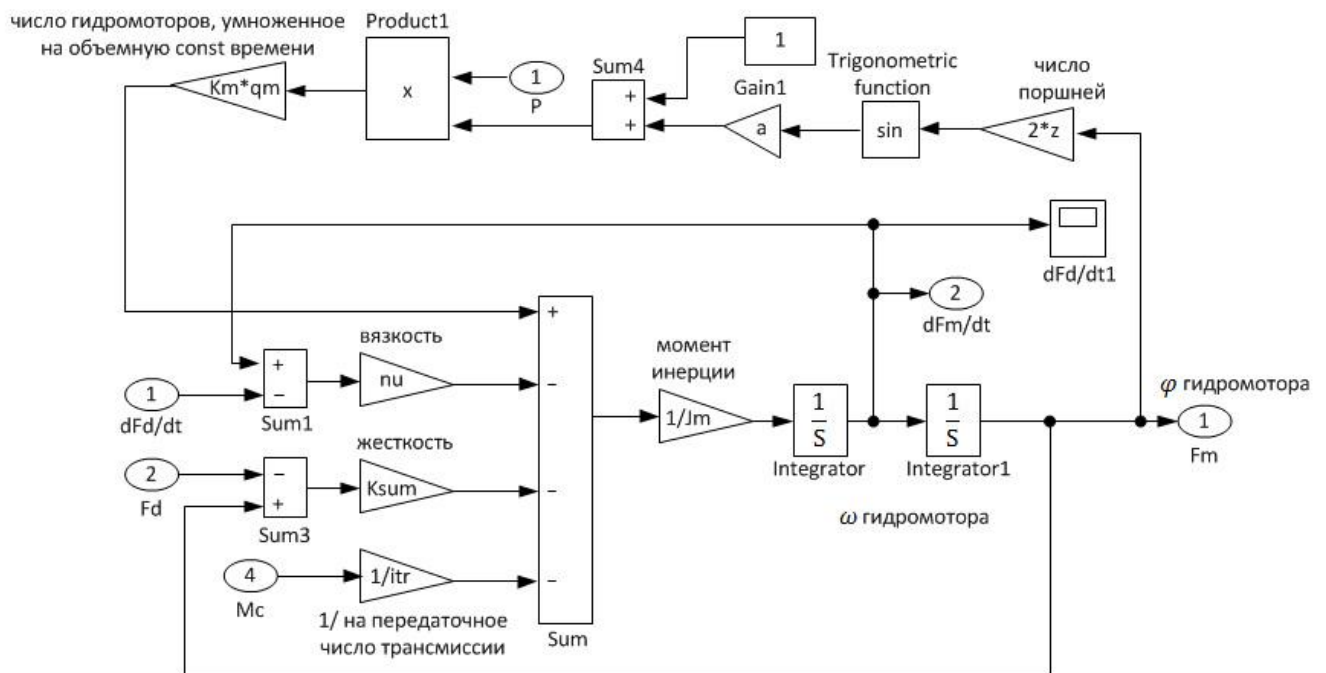 число гидромоторов, умноженное
на объемную const времени
Product1
Km*qm
x
1
P
Sum4
+
+
1
Gain1
a
Trigonometric
function
sin
число
поршней
2*z
dFd/dt1
2
dFm/dt
+
вязкость
+
−
nu
−
1
dFd/dt
Sum1
момент
инерции
1/Jm
1
S
Integrator
1
S
Integrator1
φ гидромотора
1
Fm
жесткость
2
Fd
−
+
Ksum
−
Sum3
ω гидромотора
4
Mc
1/itr
−
1/ на передаточное
число трансмиссии
Sum